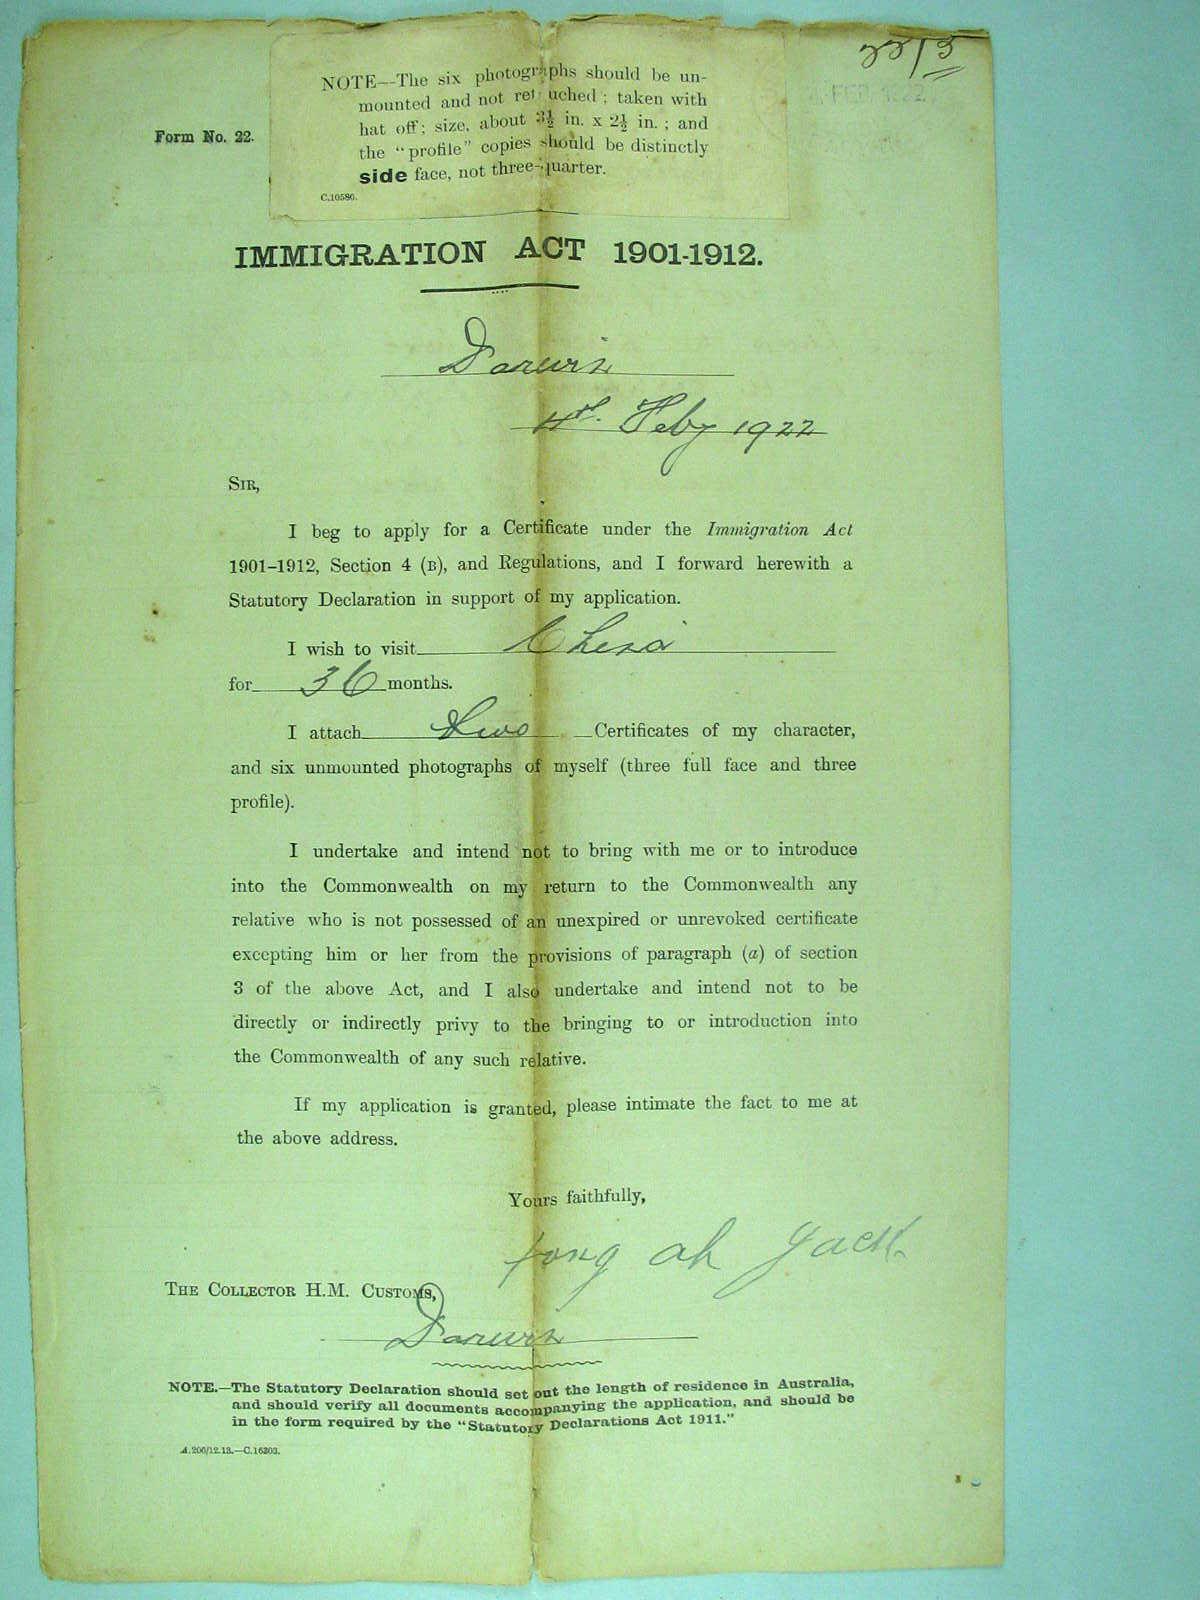 22/5
NOTE—The six photographs should be un-
mounted and not retouched; taken with
hat off; size, about 3½ in. x 2½ in.; and
the "profile" copies should be distinctly
side face, not three-quarter.
C.10580.
Form No. 22.
IMMIGRATION ACT 1901-1912.
Darwin
Feby 1922
SIR,
I beg to apply for a Certificate under the Immigration Act
1901-1912, Section 4 (B), and Regulations, and I forward herewith a
Statutory Declaration in support of my application.
I wish to visit China
for 36 months.
I attach Two Certificates of my character,
and six unmounted photographs of myself (three full face and three
profile).
I undertake and intend not to bring with me or to introduce
into the Commonwealth on my return to the Commonwealth any
relative who is not possessed of an unexpired or unrevoked certificate
excepting him or her from the provisions of paragraph (a) of section
3 of the above Act, and I also undertake and intend not to be
directly or indirectly privy to the bringing to or introduction into
the Commonwealth of any such relative.
If my application is granted, please intimate the fact to me at
the above address.
Yours faithfully,
fong ah yack
THE COLLECTOR H.M. CUSTOMS,
Darwin
NOTE.—The Statutory Declaration should set out the length of residence in Australia,
and should verify all documents accompanying the application, and should be
in the form required by the "Statutory Declarations Act 1911."
A.200/12.13.—C.16303.